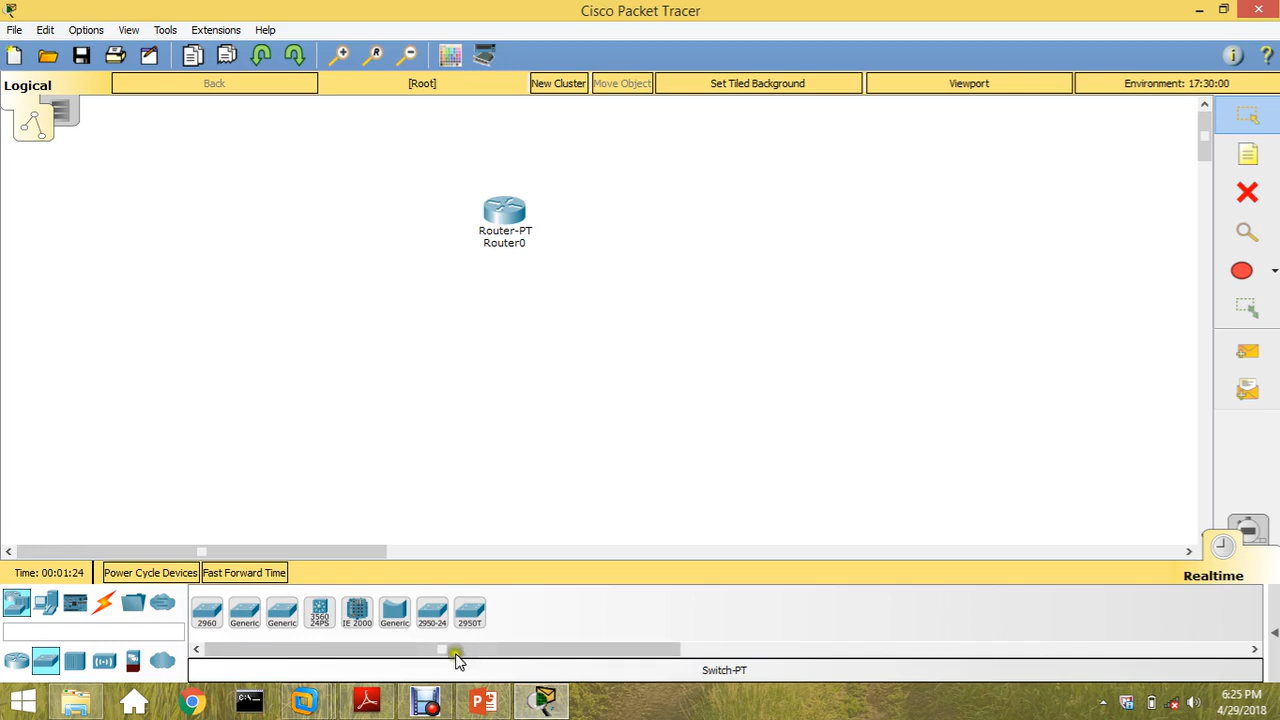 Cisco Packet Tracer
File Edit Options View Tools Extensions Help
Logical
Back
[Root]
New Cluster
Move Object
Set Tiled Background
Viewport
Environment: 17:30:00
Router-PT
Router0
Time: 00:01:24
Power Cycle Devices
Fast Forward Time
Realtime
2960
Generic
Generic
3560
24PS
IE 2000
Generic
2950-24
2950T
Switch-PT
6:25 PM
4/29/2018